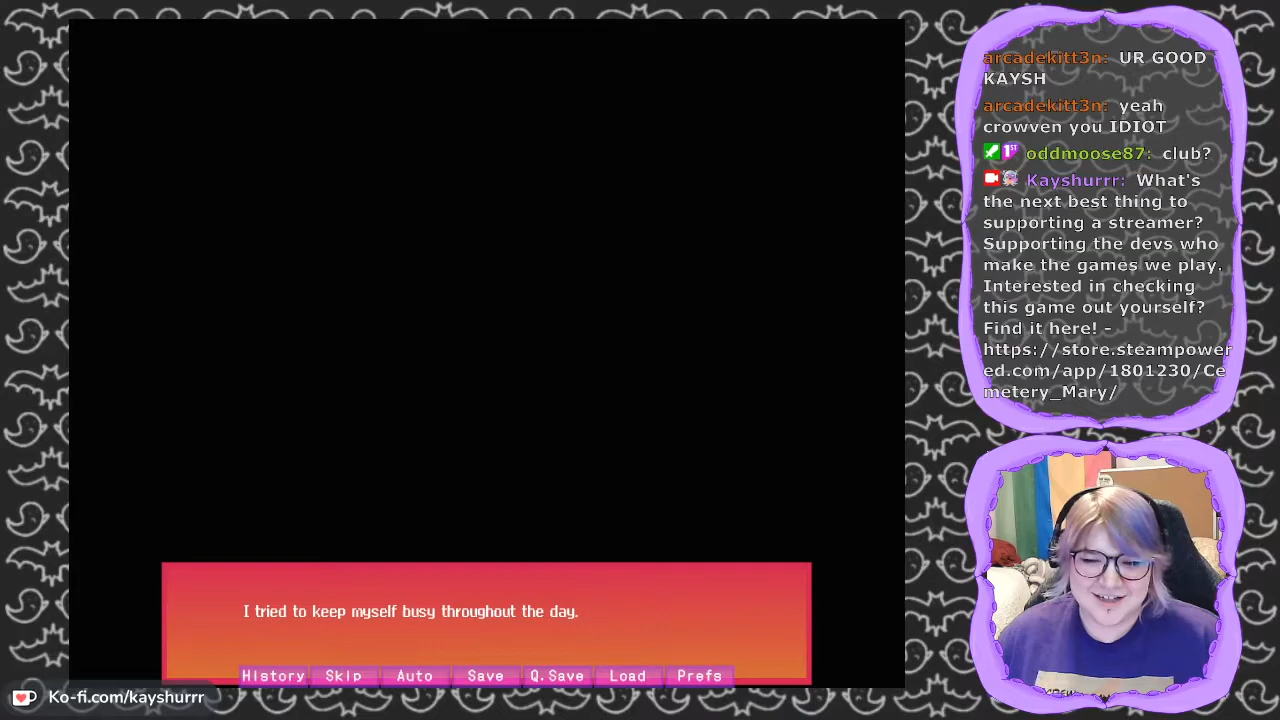 arcadekitt3n: UR GOOD
KAYSH
arcadekitt3n: yeah
crowven you IDIOT
1ST oddmoose87: club?
Kayshurrr: What's
the next best thing to
supporting a streamer?
Supporting the devs who
make the games we play.
Interested in checking
this game out yourself?
Find it here! -
https://store.steampower
ed.com/app/1801230/Ce
metery_Mary/
I tried to keep myself busy throughout the day.
History Skip Auto Save Q.Save Load Prefs
Ko-fi.com/kayshurrr